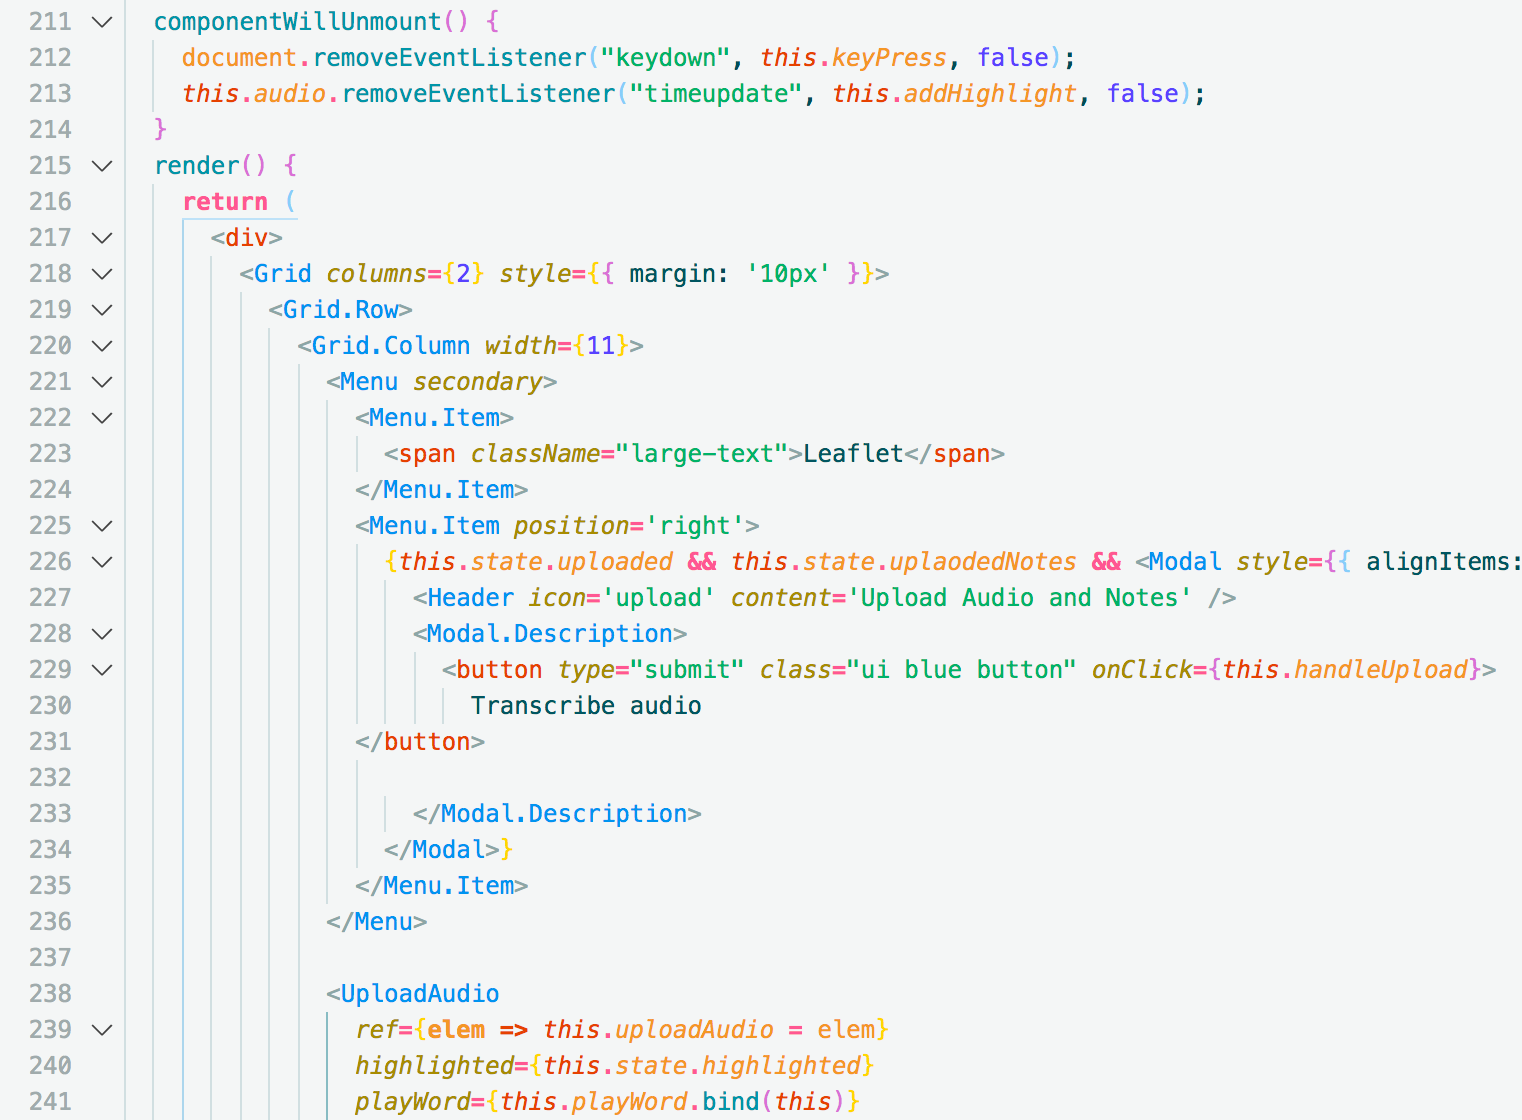 211 componentWillUnmount() {
212 document.removeEventListener("keydown", this.keyPress, false);
213 this.audio.removeEventListener("timeupdate", this.addHighlight, false);
214 }
215 render() {
216 return (
217 <div>
218 <Grid columns={2} style={{ margin: '10px' }}>
219 <Grid.Row>
220 <Grid.Column width={11}>
221 <Menu secondary>
222 <Menu.Item>
223 <span className="large-text">Leaflet</span>
224 </Menu.Item>
225 <Menu.Item position='right'>
226 {this.state.uploaded && this.state.uplaodedNotes && <Modal style={{ alignItems:
227 <Header icon='upload' content='Upload Audio and Notes' />
228 <Modal.Description>
229 <button type="submit" class="ui blue button" onClick={this.handleUpload}>
230 Transcribe audio
231 </button>
232
233 </Modal.Description>
234 </Modal>}
235 </Menu.Item>
236 </Menu>
237
238 <UploadAudio
239 ref={elem => this.uploadAudio = elem}
240 highlighted={this.state.highlighted}
241 playWord={this.playWord.bind(this)}